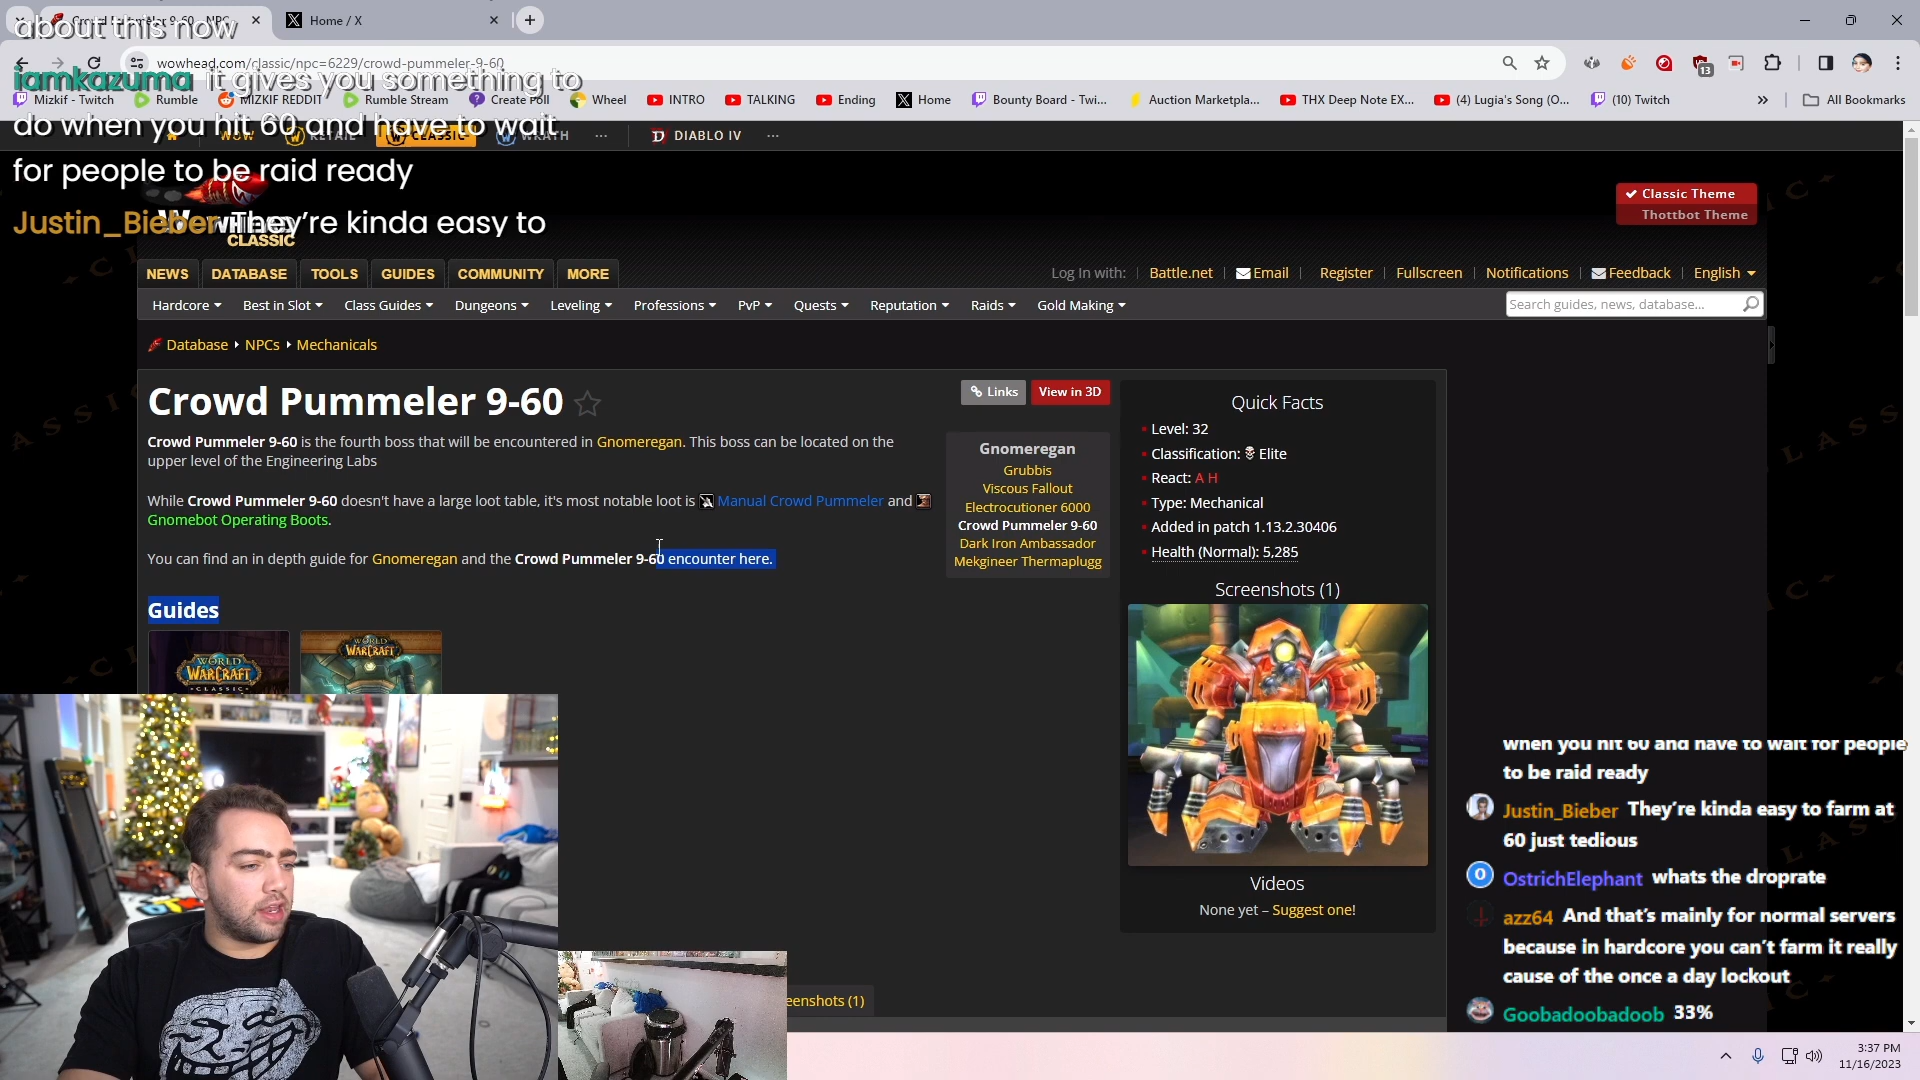 Home / X
about this now
wowhead.com/classic/npc=6229/crowd-pummeler-9-60
iamkazuma it gives you something to
Mizkif - Twitch Rumble MIZKIF REDDIT Rumble Stream Create Poll Wheel INTRO TALKING Ending Home Bounty Board - Twi... Auction Marketpla... THX Deep Note EX... (4) Lugia's Song (O... (10) Twitch » All Bookmarks
13
do when you hit 60 and have to wait
WOW RETAIL CLASSIC WRATH ... DIABLO IV ...
for people to be raid ready
Classic Theme
Thottbot Theme
Justin_Bieber They're kinda easy to
CLASSIC
NEWS DATABASE TOOLS GUIDES COMMUNITY MORE
Log In with: Battle.net Email Register Fullscreen Notifications Feedback English
Hardcore Best in Slot Class Guides Dungeons Leveling Professions PvP Quests Reputation Raids Gold Making
Search guides, news, database...
Database NPCs Mechanicals
Crowd Pummeler 9-60
Links View in 3D
Crowd Pummeler 9-60 is the fourth boss that will be encountered in Gnomeregan. This boss can be located on the
upper level of the Engineering Labs
While Crowd Pummeler 9-60 doesn't have a large loot table, it's most notable loot is Manual Crowd Pummeler and
Gnomebot Operating Boots.
You can find an in depth guide for Gnomeregan and the Crowd Pummeler 9-60 encounter here.
Guides
WORLD
WARCRAFT
CLASSIC
WORLD
WARCRAFT
Gnomeregan
Grubbis
Viscous Fallout
Electrocutioner 6000
Crowd Pummeler 9-60
Dark Iron Ambassador
Mekgineer Thermaplugg
Quick Facts
Level: 32
Classification: Elite
React: A H
Type: Mechanical
Added in patch 1.13.2.30406
Health (Normal): 5,285
Screenshots (1)
Videos
None yet – Suggest one!
eenshots (1)
when you hit 60 and have to wait for people
to be raid ready
Justin_Bieber They're kinda easy to farm at
60 just tedious
OstrichElephant whats the droprate
azz64 And that's mainly for normal servers
because in hardcore you can't farm it really
cause of the once a day lockout
Goobadoobadoob 33%
3:37 PM
11/16/2023